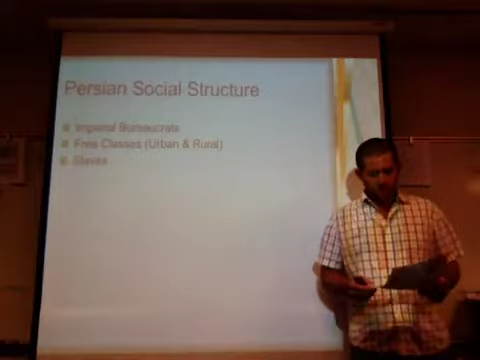 Persian Social Structure
Imperial Bureaucrats
Free Classes (Urban & Rural)
Slaves